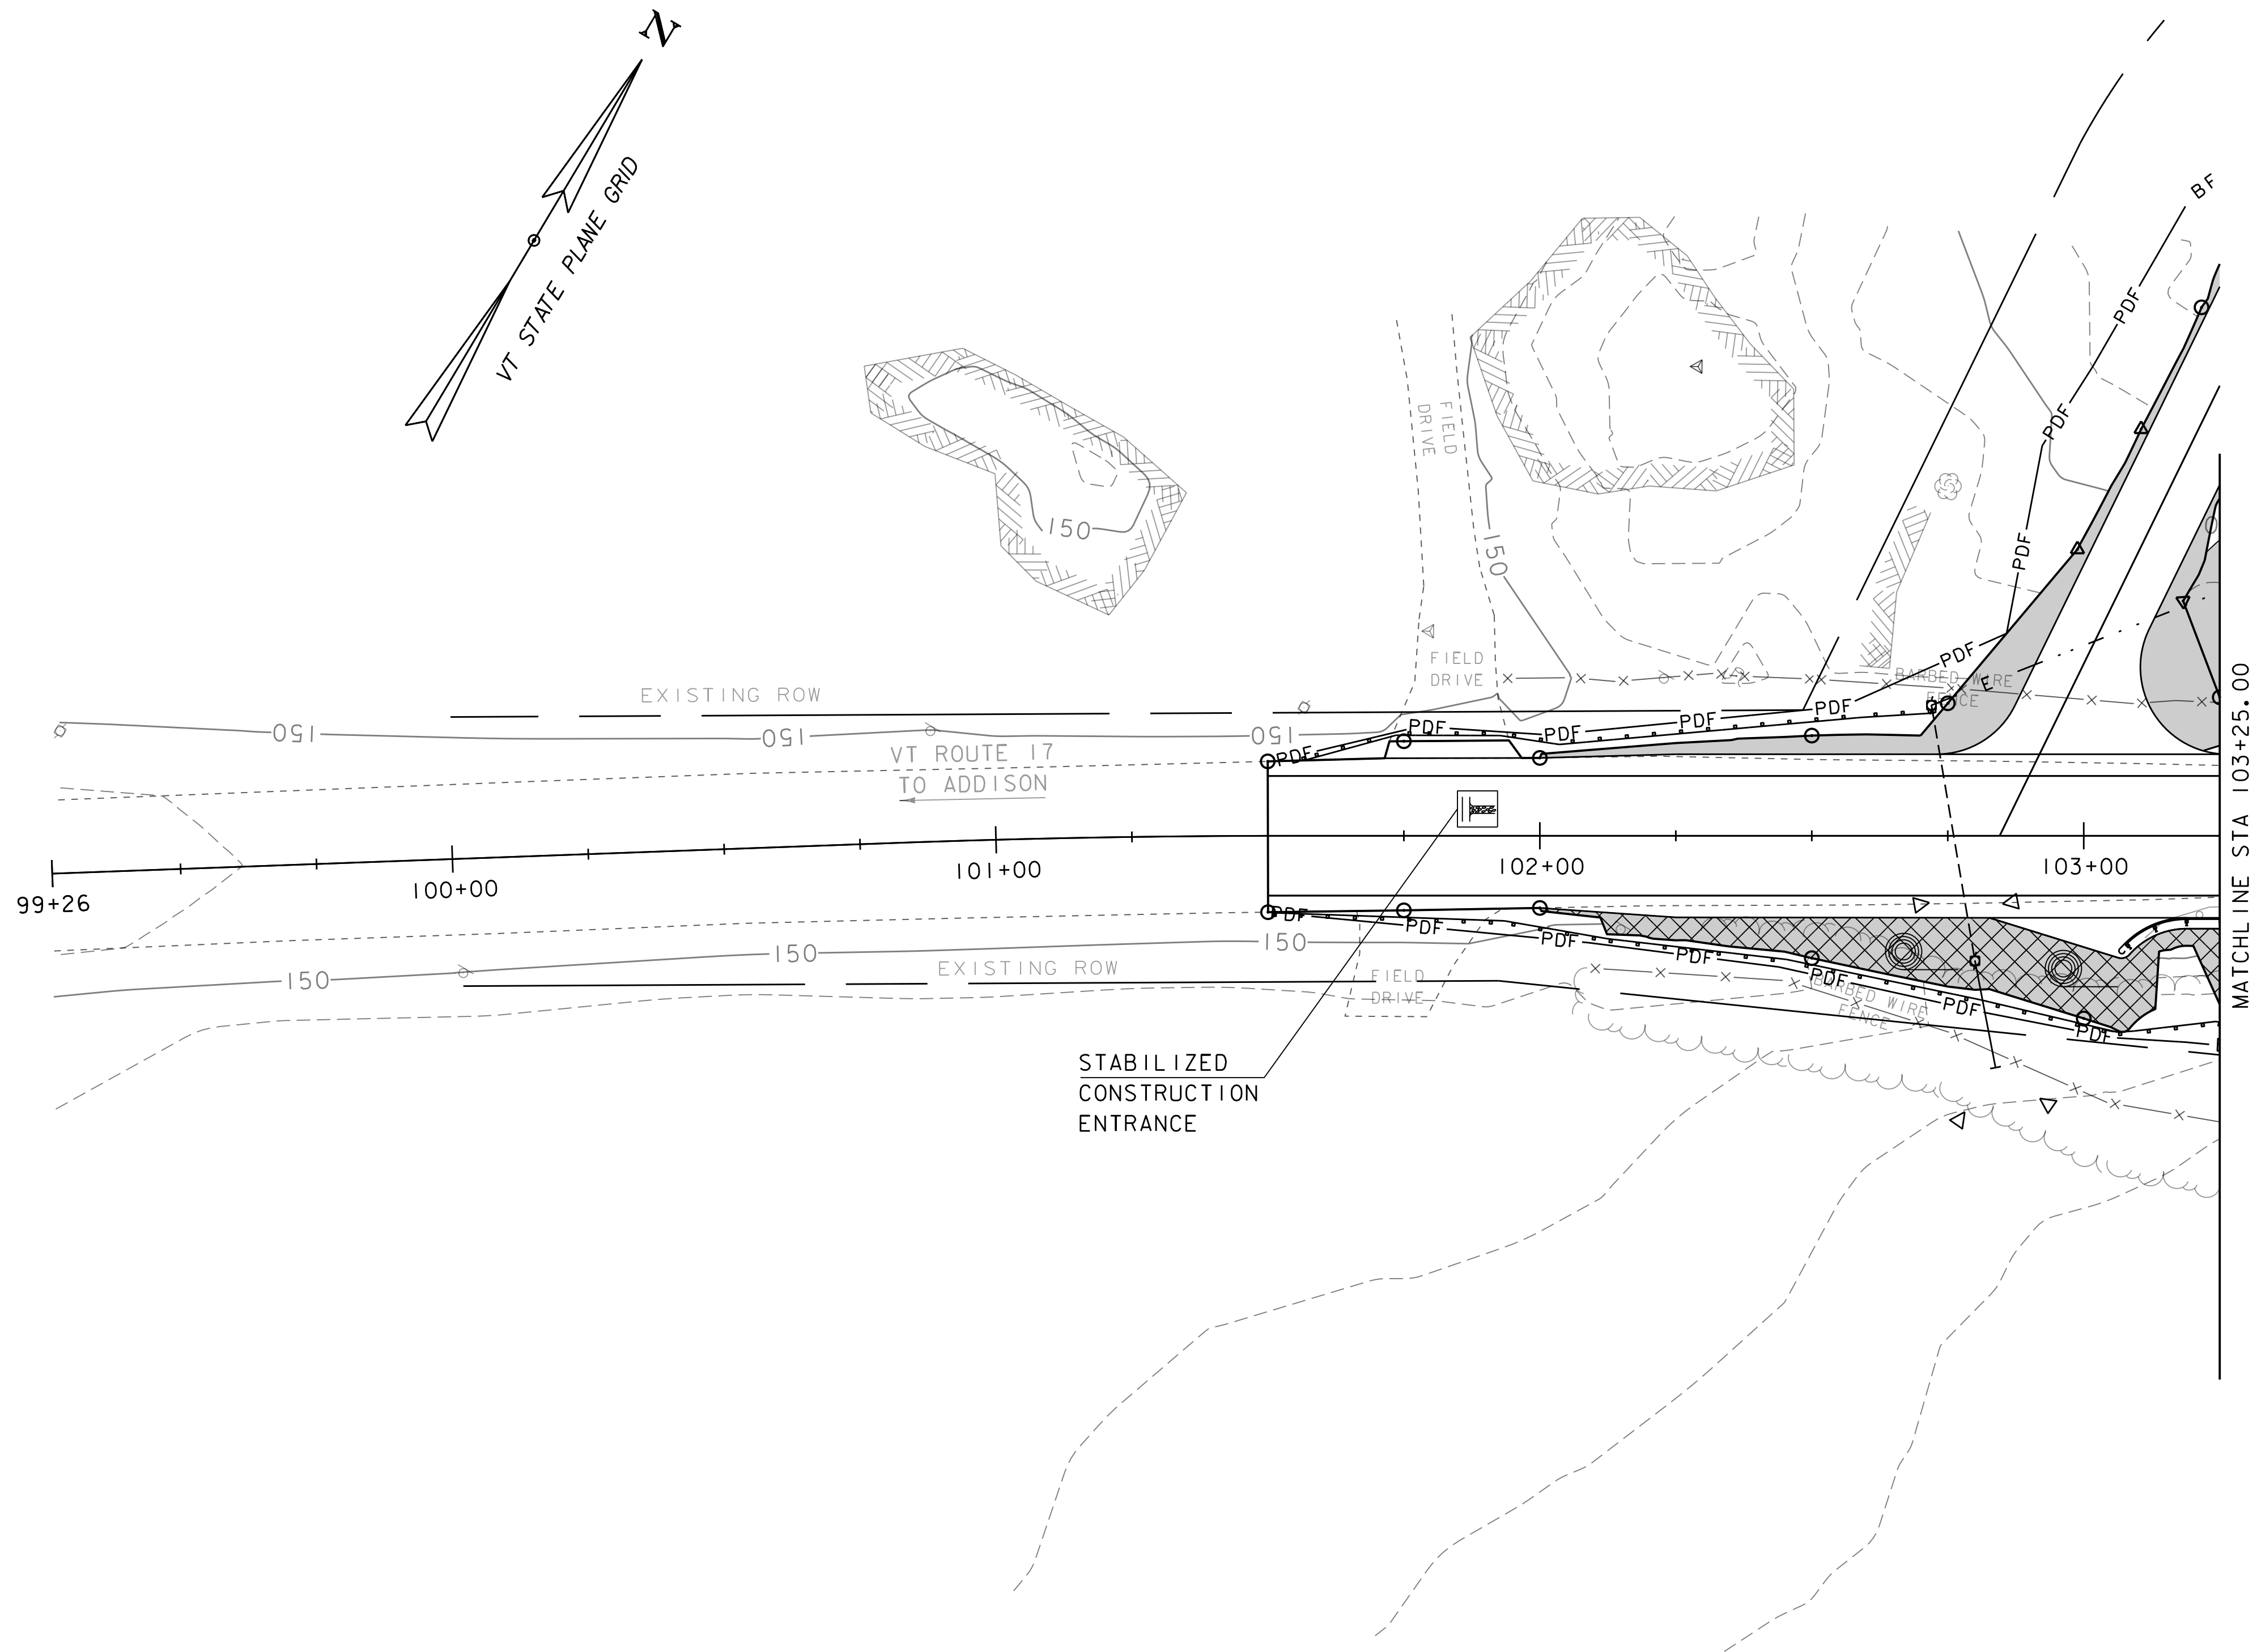 N
VT STATE PLANE GRID
BF
PDF
PDF
PDF
FIELD
DRIVE
150
150
FIELD
DRIVE
BARBED WIRE
FENCE
E
PDF
EXISTING ROW
150
150
150
PDF
PDF
PDF
PDF
PDF
VT ROUTE 17
TO ADDISON
99+26
100+00
101+00
102+00
103+00
MATCHLINE STA 103+25.00
150
150
150
EXISTING ROW
PDF
PDF
PDF
PDF
PDF
PDF
PDF
FIELD
DRIVE
BARBED WIRE
FENCE
STABILIZED
CONSTRUCTION
ENTRANCE